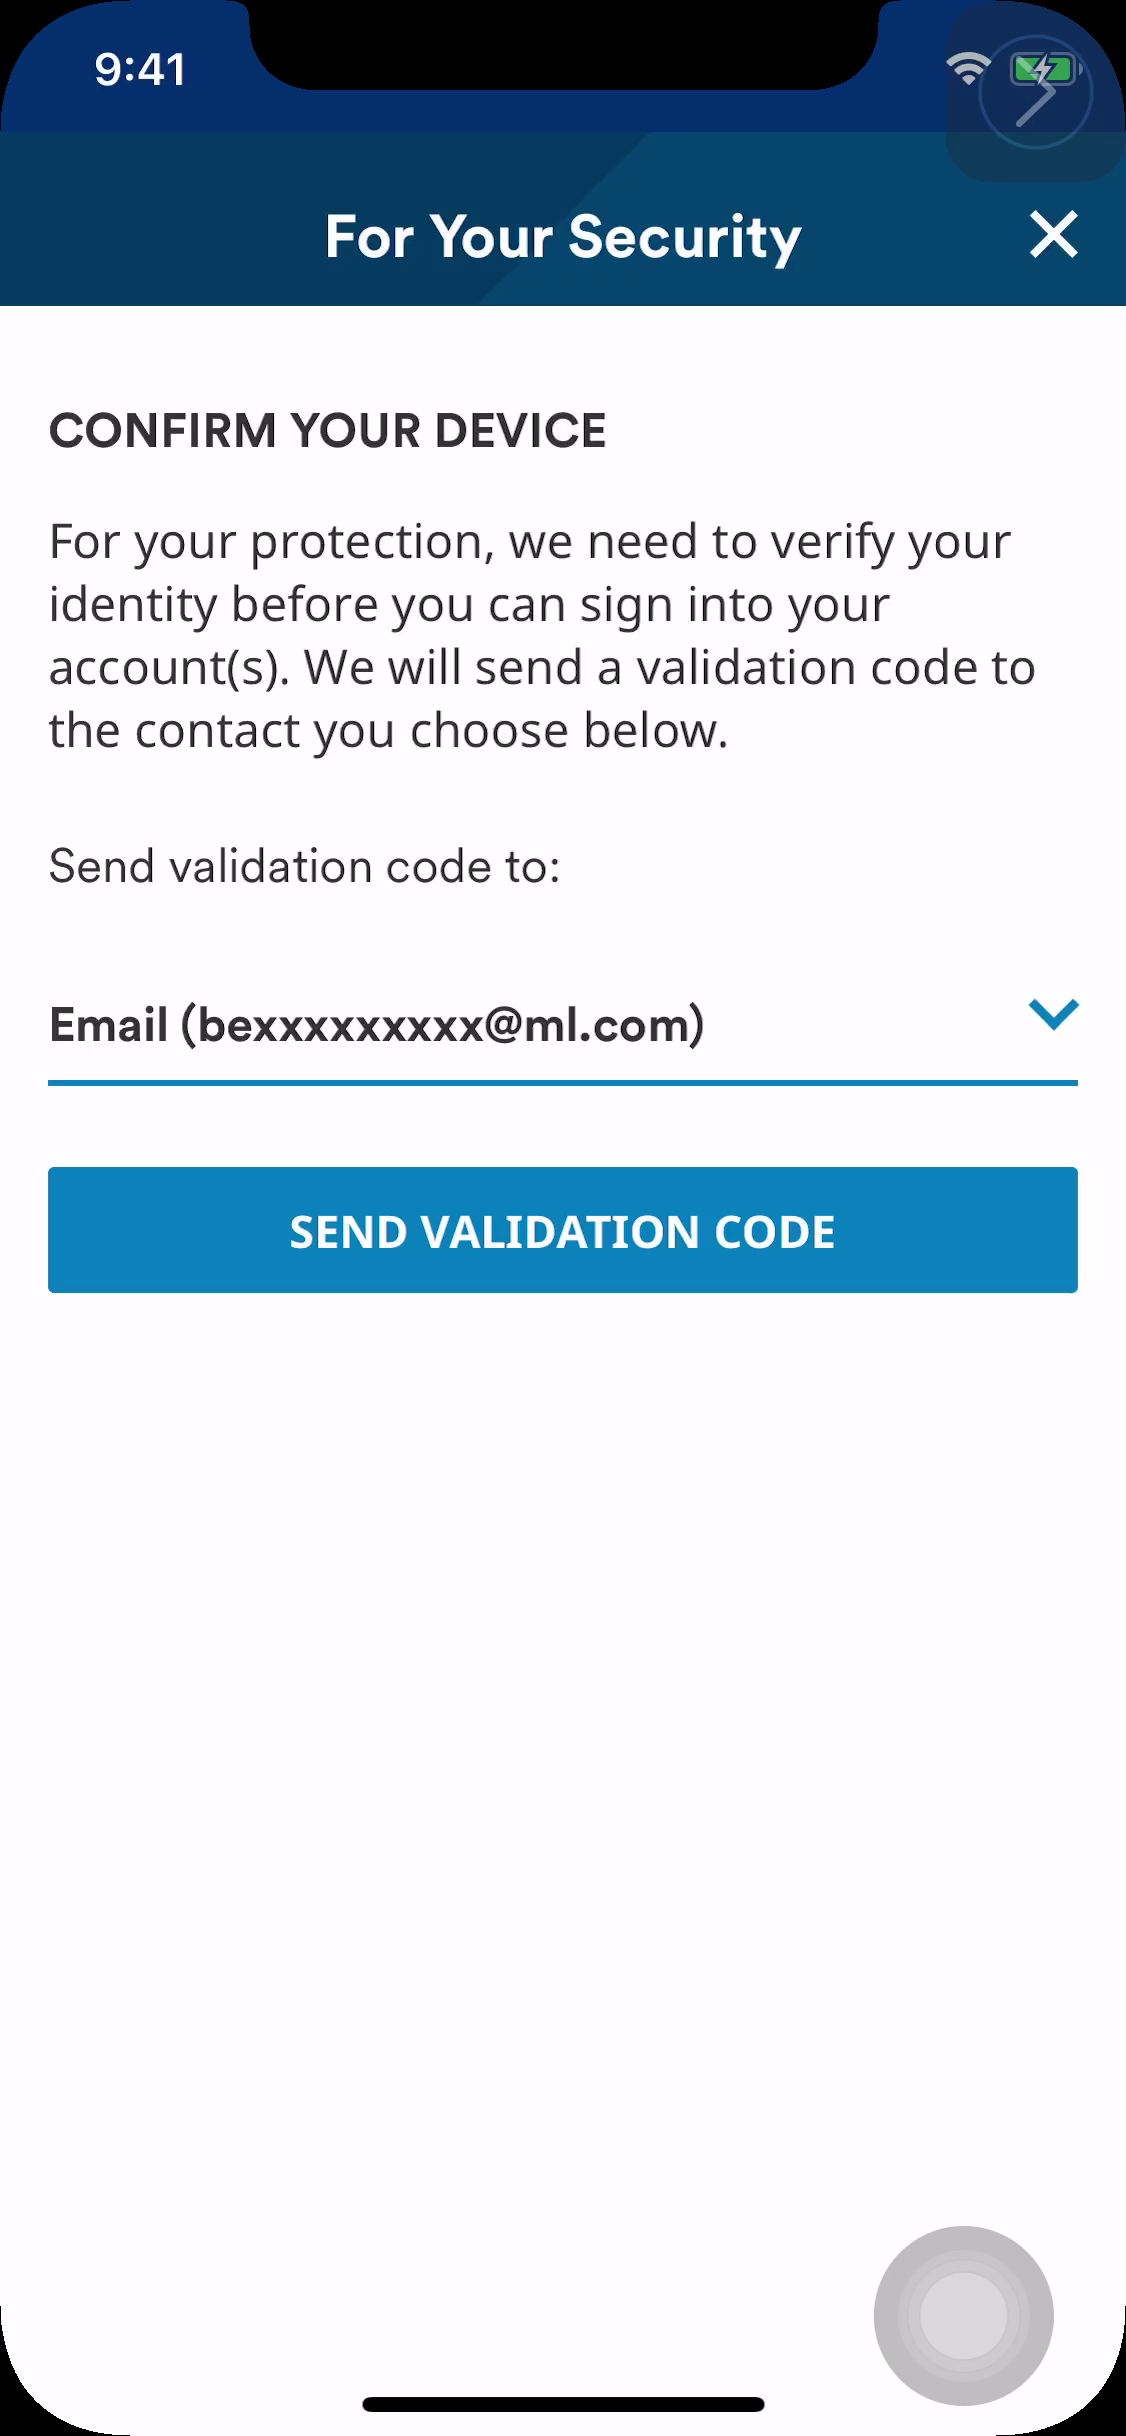 9:41
For Your Security
CONFIRM YOUR DEVICE
For your protection, we need to verify your
identity before you can sign into your
account(s). We will send a validation code to
the contact you choose below.
Send validation code to:
Email (bexxxxxxxxx@ml.com)
SEND VALIDATION CODE